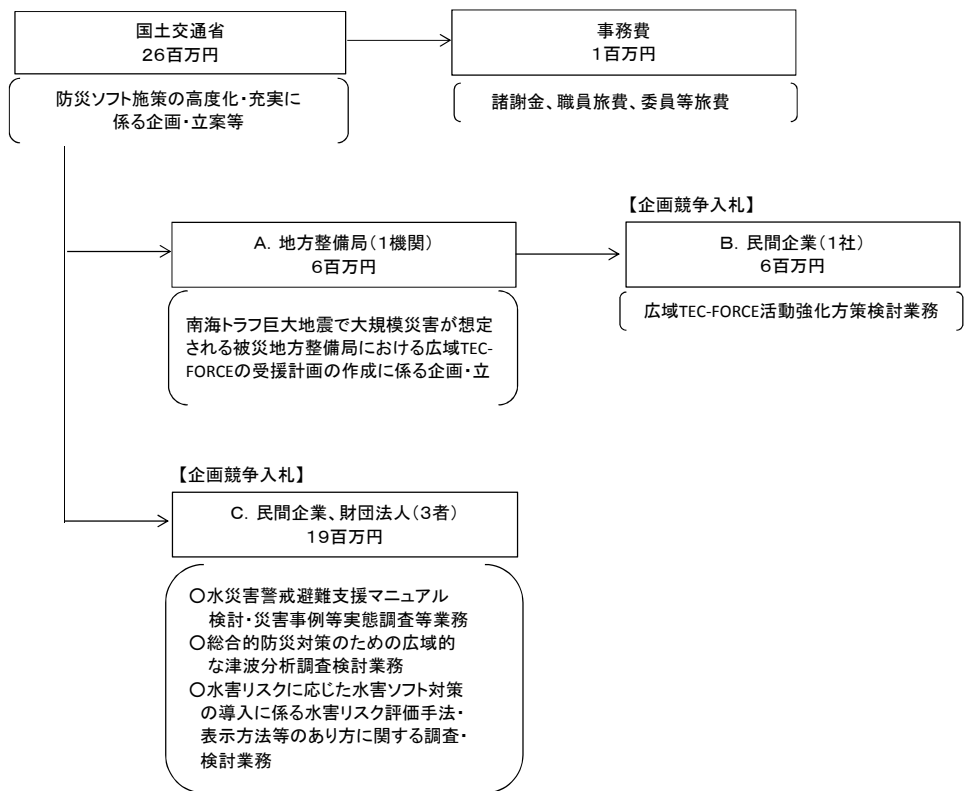 国土交通省
26百万円
防災ソフト施策の高度化・充実に
係る企画・立案等
事務費
1百万円
諸謝金、職員旅費、委員等旅費
A. 地方整備局(1機関)
6百万円
南海トラフ巨大地震で大規模災害が想定
される被災地方整備局における広域TEC-
FORCEの受援計画の作成に係る企画・立
【企画競争入札】
B. 民間企業(1社)
6百万円
広域TEC-FORCE活動強化方策検討業務
【企画競争入札】
C. 民間企業、財団法人(3者)
19百万円
○水災害警戒避難支援マニュアル
検討・災害事例等実態調査等業務
○総合的防災対策のための広域的
な津波分析調査検討業務
○水害リスクに応じた水害ソフト対策
の導入に係る水害リスク評価手法・
表示方法等のあり方に関する調査・
検討業務